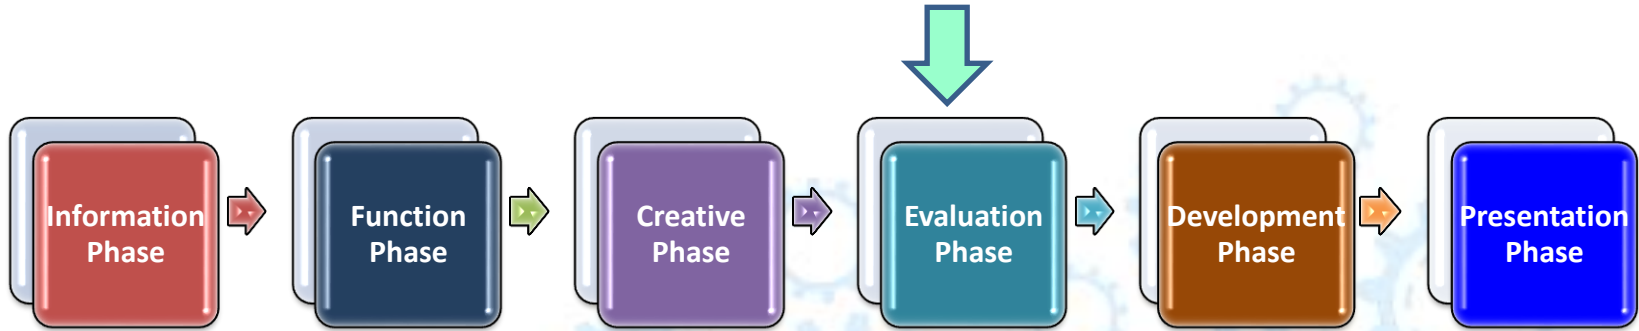 Information
Phase
Function
Phase
Creative
Phase
Evaluation
Phase
Development
Phase
Presentation
Phase